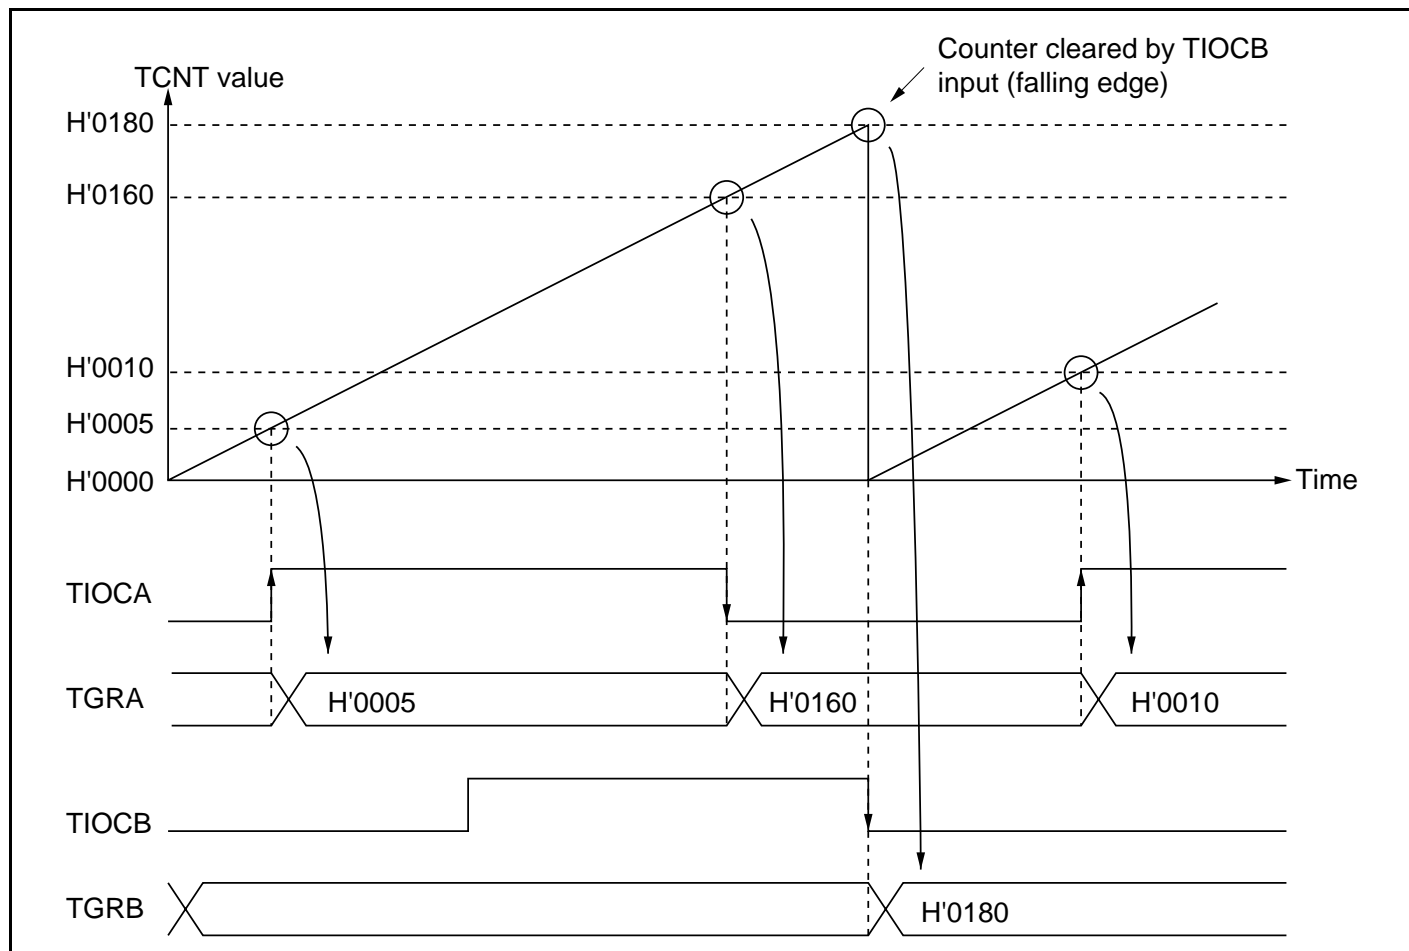 Counter cleared by TIOCB
input (falling edge)
TCNT value
H'0180
H'0160
H'0010
H'0005
H'0000
Time
TIOCA
TGRA
H'0005
H'0160
H'0010
TIOCB
TGRB
H'0180